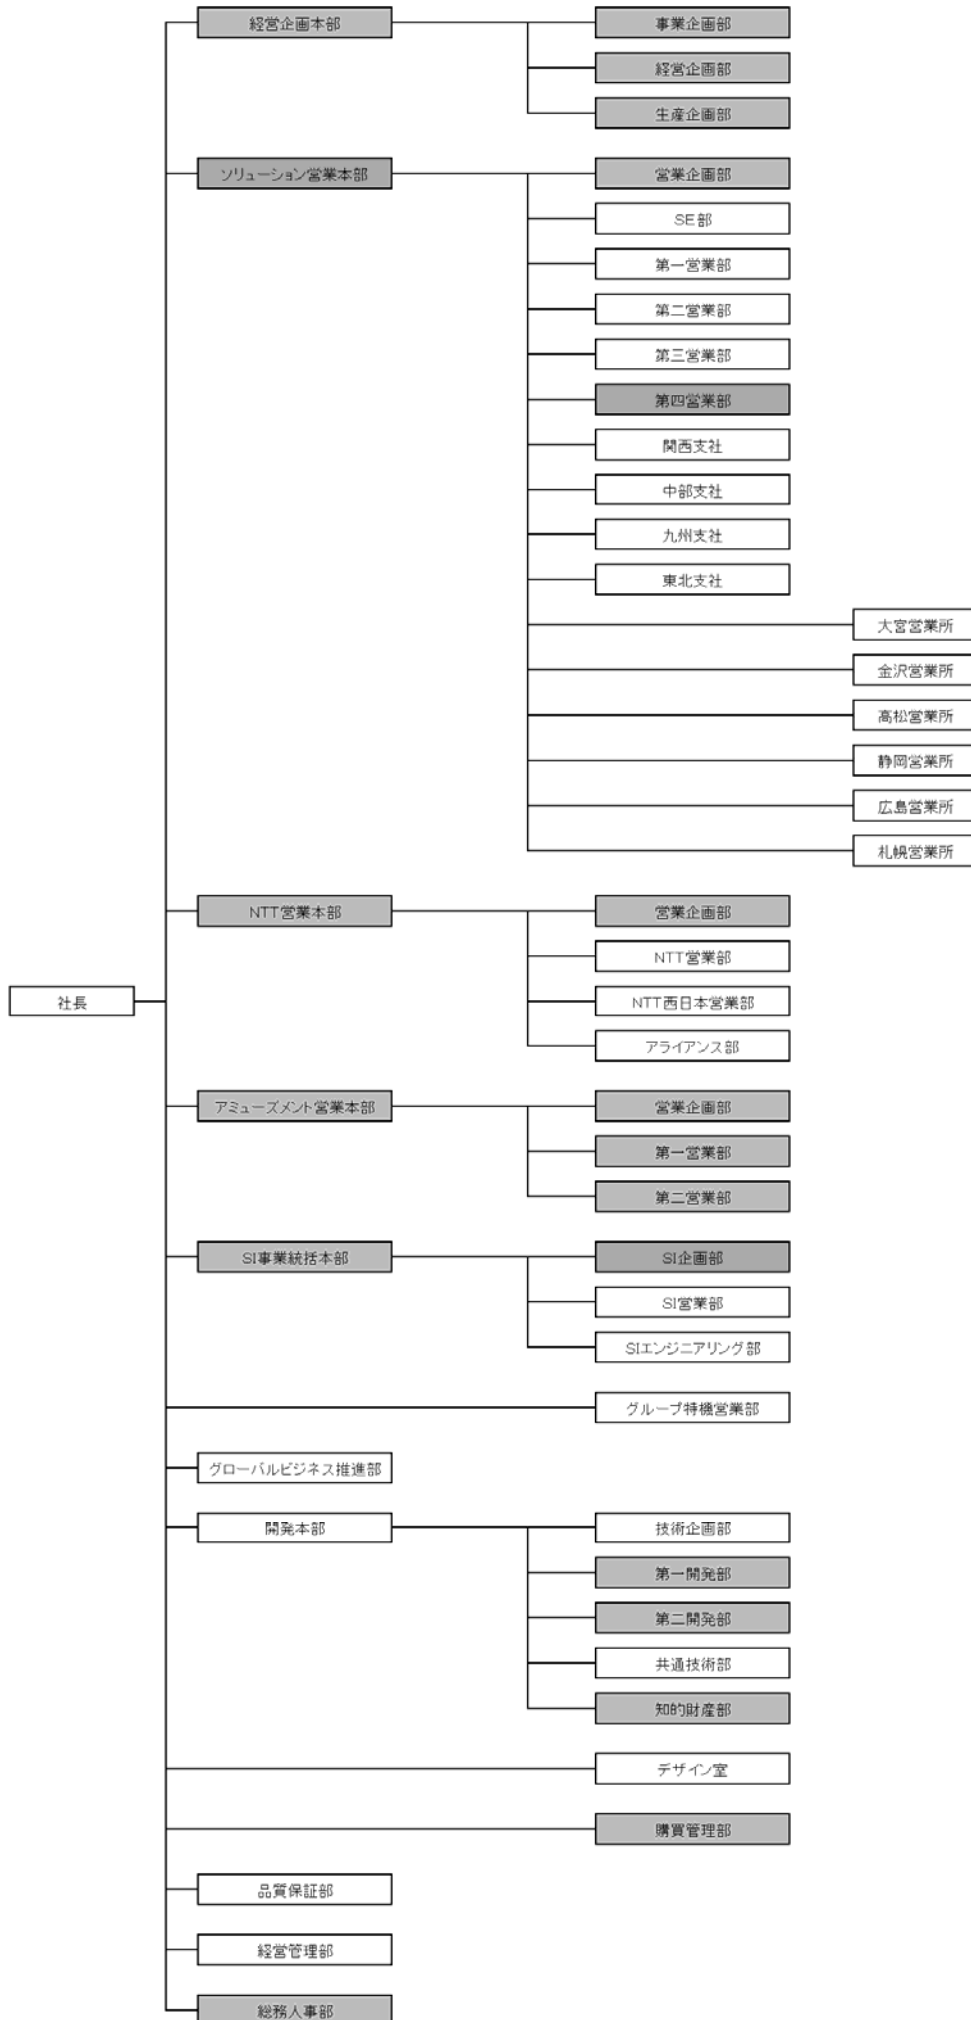 経営企画本部
事業企画部
経営企画部
生産企画部
ソリューション営業本部
営業企画部
SE部
第一営業部
第二営業部
第三営業部
第四営業部
関西支社
中部支社
九州支社
東北支社
大宮営業所
金沢営業所
高松営業所
静岡営業所
広島営業所
札幌営業所
NTT営業本部
営業企画部
NTT営業部
社長
NTT西日本営業部
アライアンス部
アミューズメント営業本部
営業企画部
第一営業部
第二営業部
SI事業統括本部
SI企画部
SI営業部
SIエンジニアリング部
グループ特機営業部
グローバルビジネス推進部
開発本部
技術企画部
第一開発部
第二開発部
共通技術部
知的財産部
デザイン室
購買管理部
品質保証部
経営管理部
総務人事部